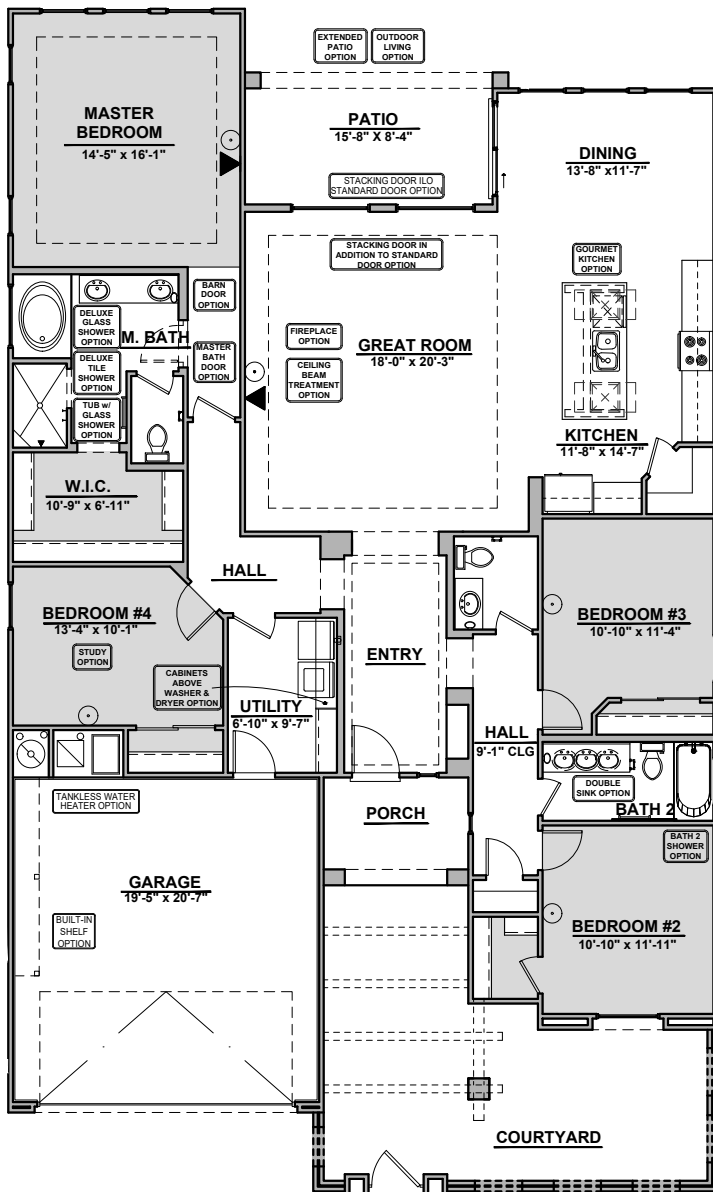 EXTENDED
PATIO
OPTION
OUTDOOR
LIVING
OPTION
MASTER
BEDROOM
14'-5" x 16'-1"
PATIO
15'-8" X 8'-4"
DINING
13'-8" x11'-7"
STACKING DOOR ILO
STANDARD DOOR OPTION
STACKING DOOR IN
ADDITION TO STANDARD
DOOR OPTION
GOURMET
KITCHEN
OPTION
BARN
DOOR
OPTION
DELUXE
GLASS
SHOWER
OPTION
M. BATH
MASTER
BATH
DOOR
OPTION
FIREPLACE
OPTION
GREAT ROOM
18'-0" x 20'-3"
DELUXE
TILE
SHOWER
OPTION
CEILING
BEAM
TREATMENT
OPTION
TUB w/
GLASS
SHOWER
OPTION
KITCHEN
11'-8" x 14'-7"
W.I.C.
10'-9" x 6'-11"
HALL
BEDROOM #4
13'-4" x 10'-1"
STUDY
OPTION
CABINETS
ABOVE
WASHER &
DRYER OPTION
ENTRY
BEDROOM #3
10'-10" x 11'-4"
UTILITY
6'-10" x 9'-7"
HALL
9'-1" CLG
DOUBLE
SINK OPTION
BATH 2
TANKLESS WATER
HEATER OPTION
PORCH
BATH 2
SHOWER
OPTION
GARAGE
19'-5" x 20'-7"
BUILT-IN
SHELF
OPTION
BEDROOM #2
10'-10" x 11'-11"
COURTYARD